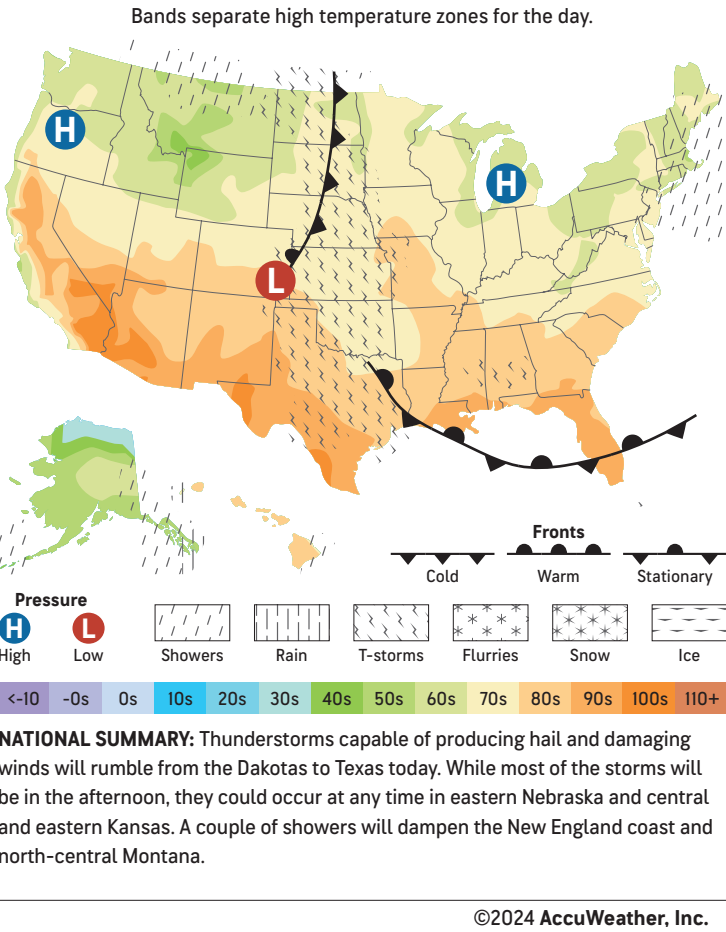 Bands separate high temperature zones for the day.
H
H
L
Fronts
Cold
Warm
Stationary
Pressure
H
L
High
Low
Showers
Rain
T-storms
Flurries
Snow
Ice
<-10 -0s 0s 10s 20s 30s 40s 50s 60s 70s 80s 90s 100s 110+
NATIONAL SUMMARY: Thunderstorms capable of producing hail and damaging
winds will rumble from the Dakotas to Texas today. While most of the storms will
be in the afternoon, they could occur at any time in eastern Nebraska and central
and eastern Kansas. A couple of showers will dampen the New England coast and
north-central Montana.
©2024 AccuWeather, Inc.